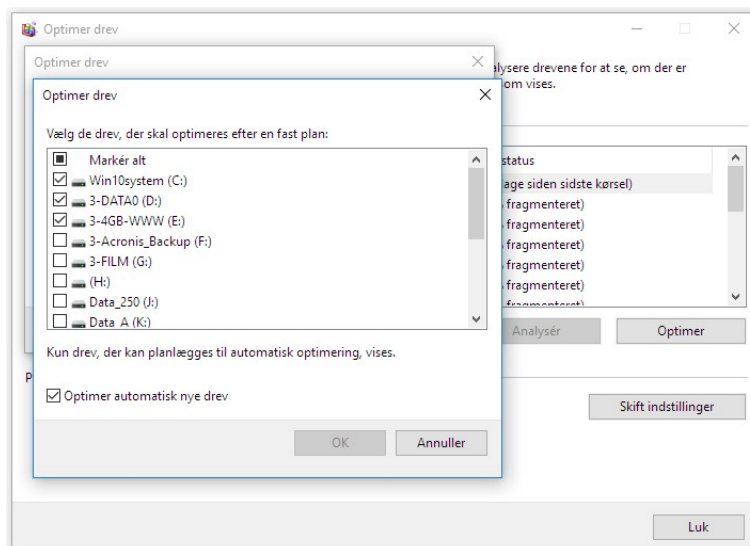 Optimer drev
Optimer drev
alysere drevene for at se, om der er
om vises.
Optimer drev
Vælg de drev, der skal optimeres efter en fast plan:
Markér alt
Win10system (C:)
3-DATA0 (D:)
3-4GB-WWW (E:)
3-Acronis_Backup (F:)
3-FILM (G:)
(H:)
Data_250 (J:)
Data_A (K:)
status
age siden sidste kørsel)
fragmenteret)
fragmenteret)
fragmenteret)
fragmenteret)
fragmenteret)
fragmenteret)
Kun drev, der kan planlægges til automatisk optimering, vises.
Analysér
Optimer
P
Optimer automatisk nye drev
Skift indstillinger
OK
Annuller
Luk